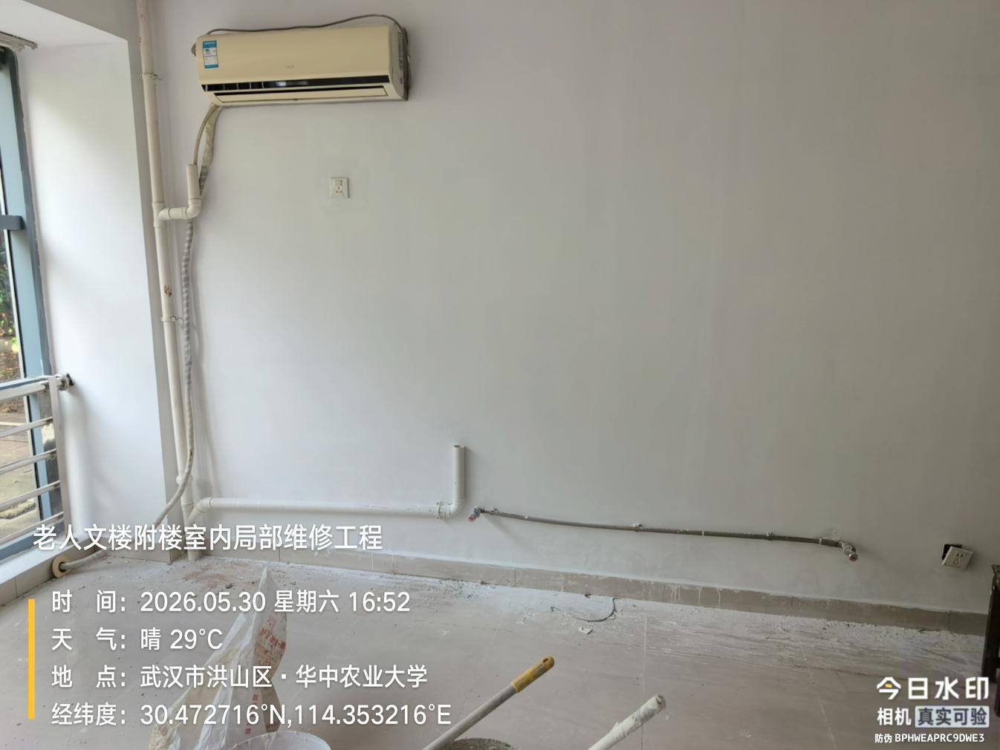 老人文楼附楼室内局部维修工程
时 间：2026.05.30 星期六 16:52
天 气：晴 29°C
地 点：武汉市洪山区·华中农业大学
经纬度：30.472716°N,114.353216°E
今日水印
相机 真实可验
防伪 BPHWEAPRC9DWE3